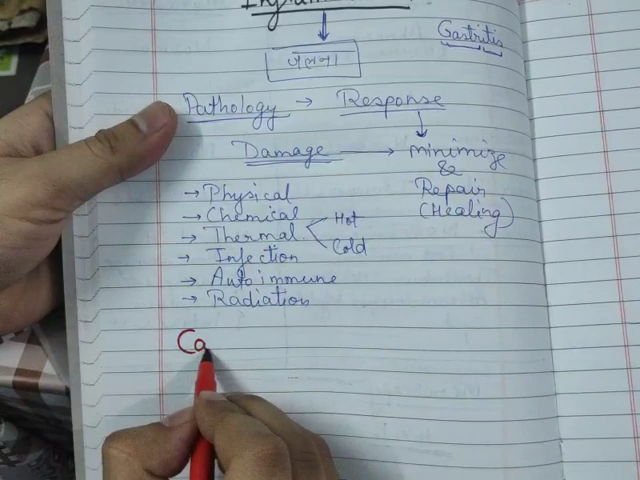 Gastritis
जलना
Pathology → Response
Damage → minimize
&
Repair
(Healing)
→ Physical
→ Chemical
→ Thermal < Hot
Cold
→ Infection
→ Autoimmune
→ Radiation
Ca